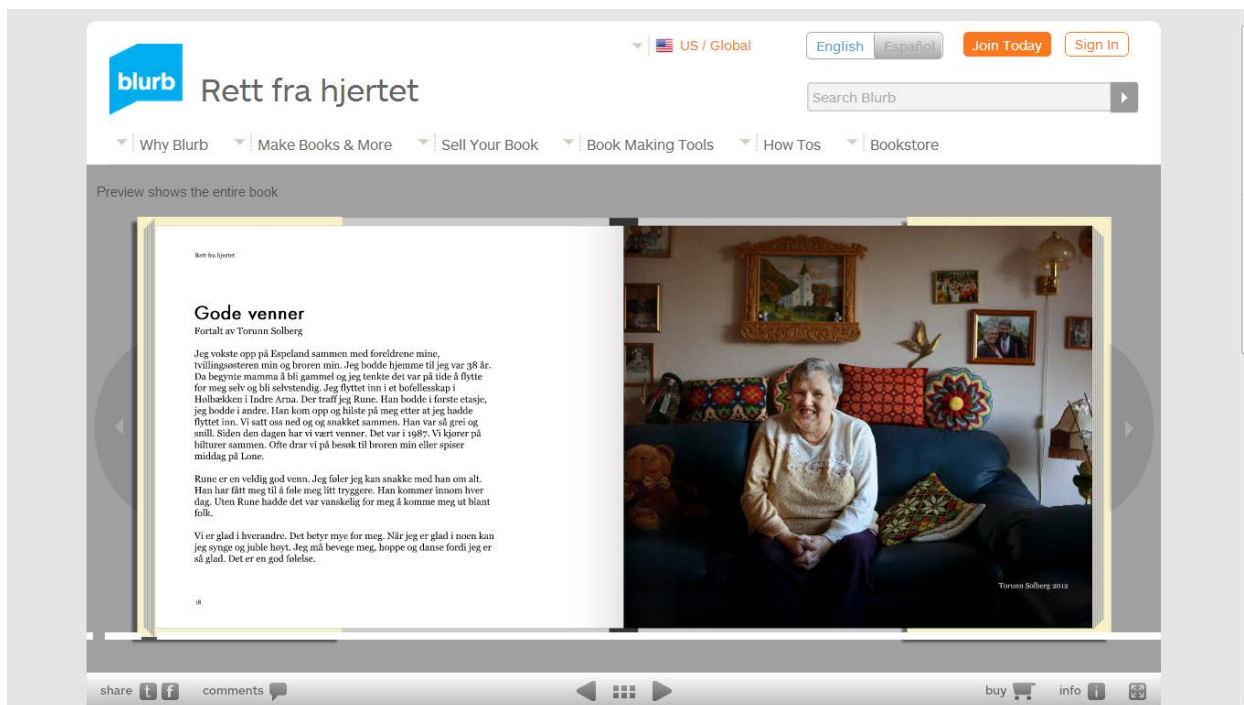 US / Global
English
Español
Join Today
Sign In
blurb
Rett fra hjertet
Search Blurb
Why Blurb
Make Books & More
Sell Your Book
Book Making Tools
How Tos
Bookstore
Preview shows the entire book
Rett fra hjertet
Gode venner
Fortalt av Torunn Solberg
Jeg vokste opp på Espeland sammen med foreldrene mine,
tvillingsøsteren min og broren min. Jeg bodde hjemme til jeg var 38 år.
Da begynte mamma å bli gammel og jeg tenkte det var på tide å flytte
for meg selv og bli selvstendig. Jeg flyttet inn i et bofellesskap i
Holbækken i Indre Arna. Der traff jeg Rune. Han bodde i første etasje,
jeg bodde i andre. Han kom opp og hilste på meg etter at jeg hadde
flyttet inn. Vi satt oss ned og og snakket sammen. Han var så grei og
snill. Siden den dagen har vi vært venner. Det var i 1987. Vi kjører på
bilturer sammen. Ofte drar vi på besøk til broren min eller spiser
middag på Lone.
Rune er en veldig god venn. Jeg føler jeg kan snakke med han om alt.
Han har fått meg til å føle meg litt tryggere. Han kommer innom hver
dag. Uten Rune hadde det var vanskelig for meg å komme meg ut blant
folk.
Vi er glad i hverandre. Det betyr mye for meg. Når jeg er glad i noen kan
jeg synge og juble høyt. Jeg må bevege meg, hoppe og danse fordi jeg er
så glad. Det er en god følelse.
18
Torunn Solberg 2012
share
t
f
comments
buy
info
i